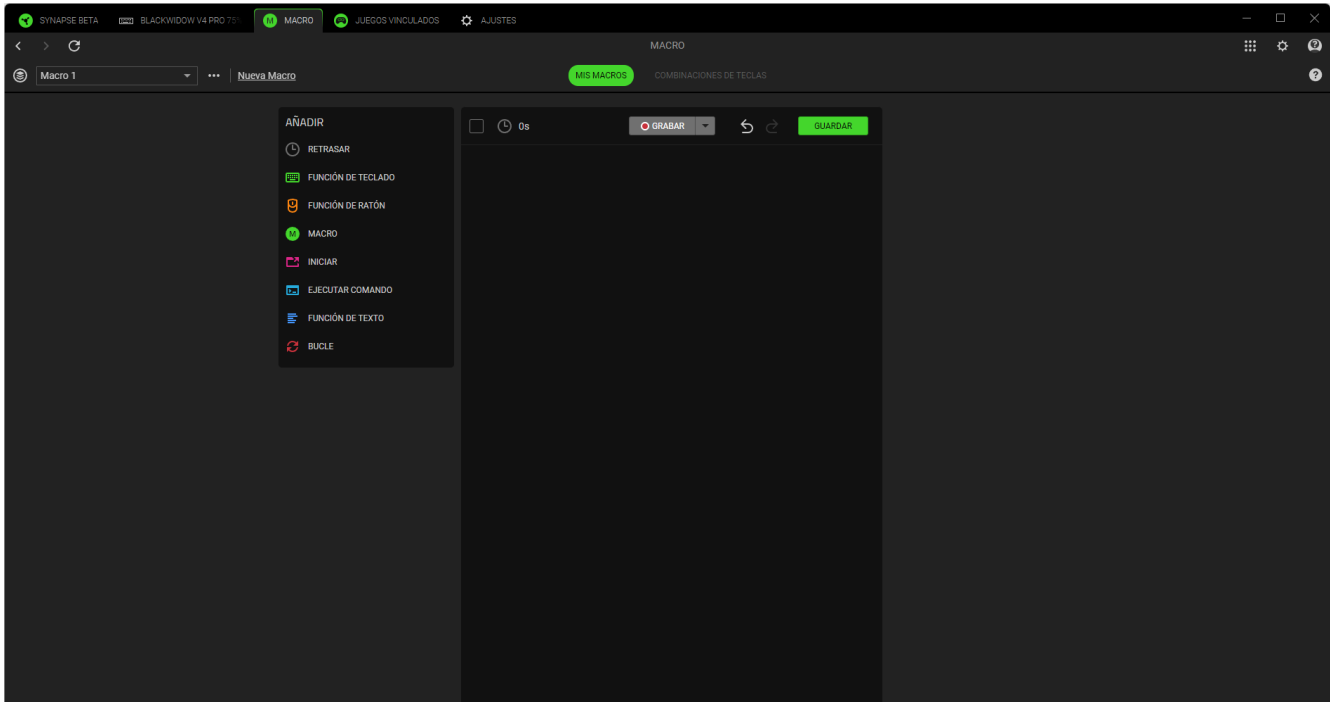 SYNAPSE BETA BLACKWIDOW V4 PRO 75% MACRO JUEGOS VINCULADOS AJUSTES
MACRO
Macro 1 Nueva Macro MIS MACROS COMBINACIONES DE TECLAS
AÑADIR
RETRASAR
FUNCIÓN DE TECLADO
FUNCIÓN DE RATÓN
M MACRO
INICIAR
EJECUTAR COMANDO
FUNCIÓN DE TEXTO
BUCLE
0s GRABAR GUARDAR